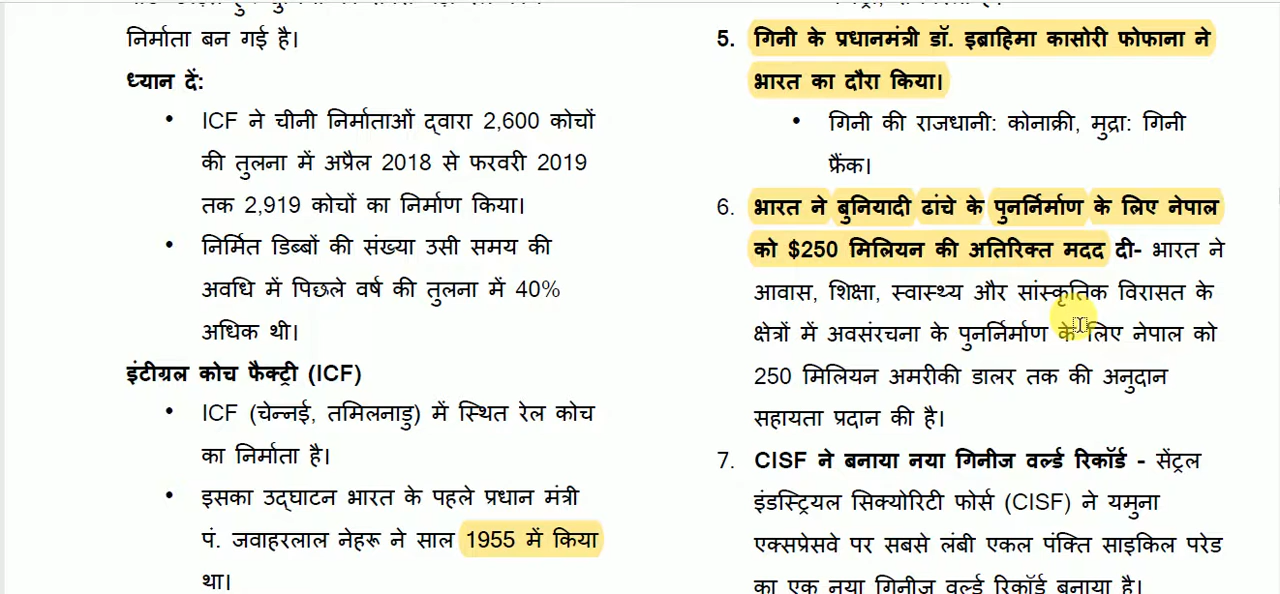 निर्माता बन गई है।
ध्यान दें:
• ICF ने चीनी निर्माताओं द्वारा 2,600 कोचों
की तुलना में अप्रैल 2018 से फरवरी 2019
तक 2,919 कोचों का निर्माण किया।
• निर्मित डिब्बों की संख्या उसी समय की
अवधि में पिछले वर्ष की तुलना में 40%
अधिक थी।
इंटीग्रल कोच फैक्ट्री (ICF)
• ICF (चेन्नई, तमिलनाडु) में स्थित रेल कोच
का निर्माता है।
• इसका उद्घाटन भारत के पहले प्रधान मंत्री
पं. जवाहरलाल नेहरू ने साल 1955 में किया
था।
5. गिनी के प्रधानमंत्री डॉ. इब्राहिमा कासोरी फोफाना ने
भारत का दौरा किया।
• गिनी की राजधानी: कोनाक्री, मुद्रा: गिनी
फ्रैंक।
6. भारत ने बुनियादी ढांचे के पुनर्निर्माण के लिए नेपाल
को $250 मिलियन की अतिरिक्त मदद दी- भारत ने
आवास, शिक्षा, स्वास्थ्य और सांस्कृतिक विरासत के
क्षेत्रों में अवसंरचना के पुनर्निर्माण के लिए नेपाल को
250 मिलियन अमरीकी डालर तक की अनुदान
सहायता प्रदान की है।
7. CISF ने बनाया नया गिनीज वर्ल्ड रिकॉर्ड - सेंट्रल
इंडस्ट्रियल सिक्योरिटी फोर्स (CISF) ने यमुना
एक्सप्रेसवे पर सबसे लंबी एकल पंक्ति साइकिल परेड
का एक नया गिनीज वर्ल्ड रिकॉर्ड बनाया है।